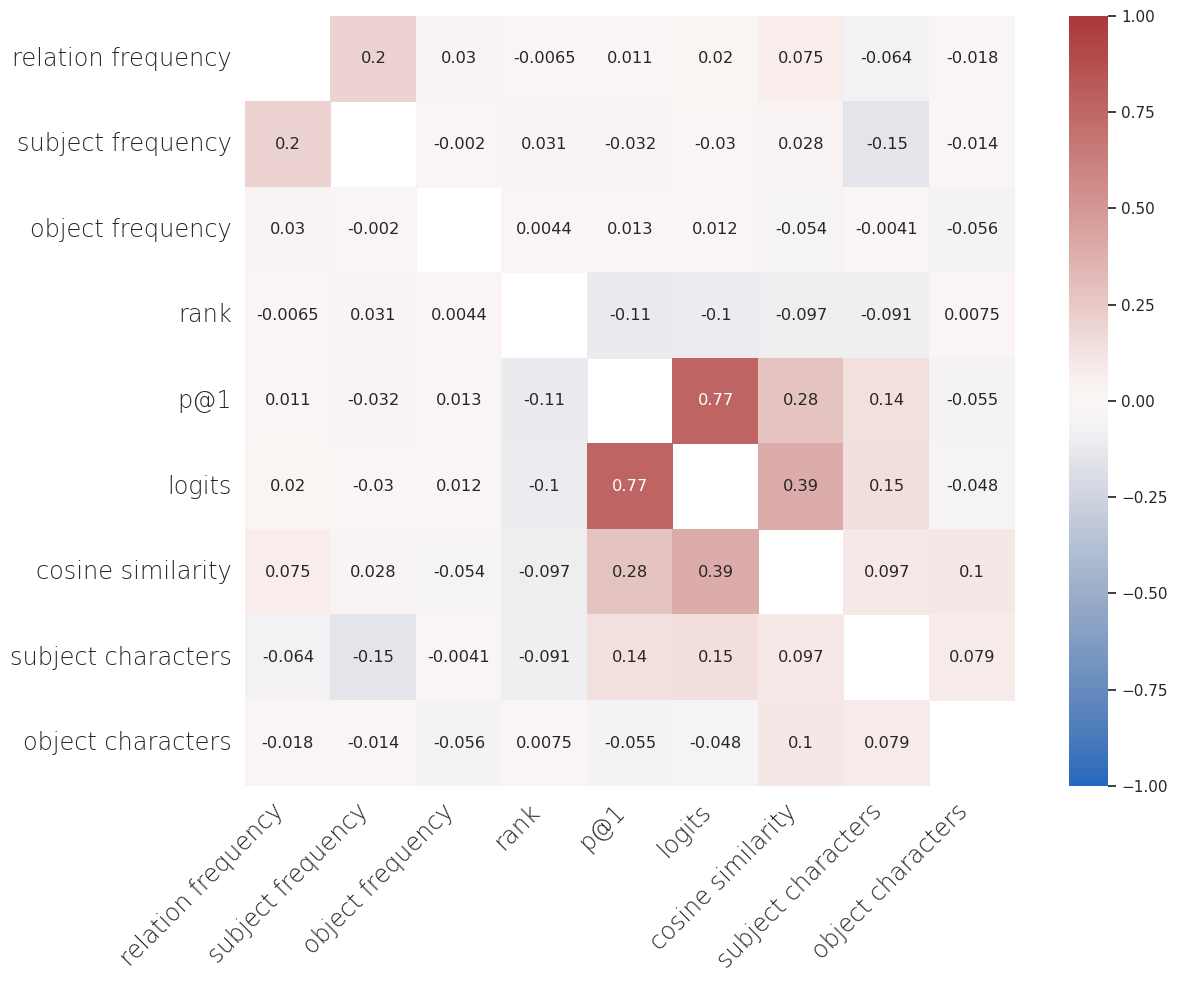 relation frequency 0.2 0.03 -0.0065 0.011 0.02 0.075 -0.064 -0.018
subject frequency 0.2 -0.002 0.031 -0.032 -0.03 0.028 -0.15 -0.014
object frequency 0.03 -0.002 0.0044 0.013 0.012 -0.054 -0.0041 -0.056
rank -0.0065 0.031 0.0044 -0.11 -0.1 -0.097 -0.091 0.0075
p@1 0.011 -0.032 0.013 -0.11 0.77 0.28 0.14 -0.055
logits 0.02 -0.03 0.012 -0.1 0.77 0.39 0.15 -0.048
cosine similarity 0.075 0.028 -0.054 -0.097 0.28 0.39 0.097 0.1
subject characters -0.064 -0.15 -0.0041 -0.091 0.14 0.15 0.097 0.079
object characters -0.018 -0.014 -0.056 0.0075 -0.055 -0.048 0.1 0.079
relation frequency
subject frequency
object frequency
rank
p@1
logits
cosine similarity
subject characters
object characters
1.00
0.75
0.50
0.25
0.00
−0.25
−0.50
−0.75
−1.00